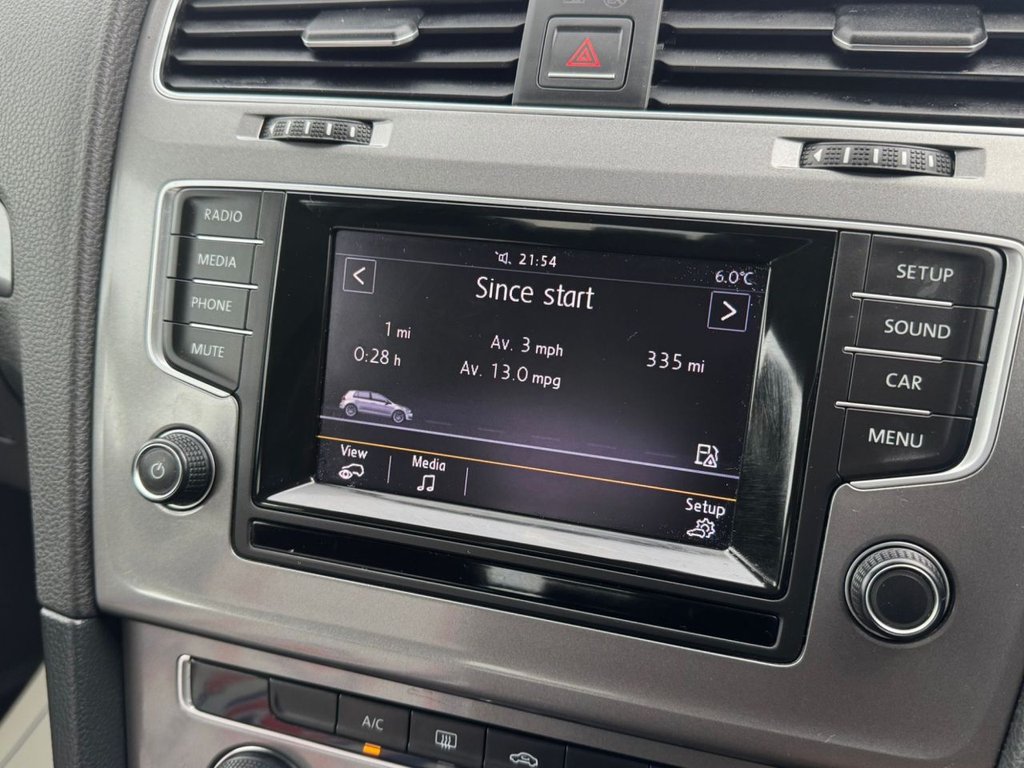 RADIO
MEDIA
PHONE
MUTE
21:54
6.0°C
<
Since start
>
1 mi
0:28 h
Av. 3 mph
Av. 13.0 mpg
335 mi
View
Media
Setup
SETUP
SOUND
CAR
MENU
A/C